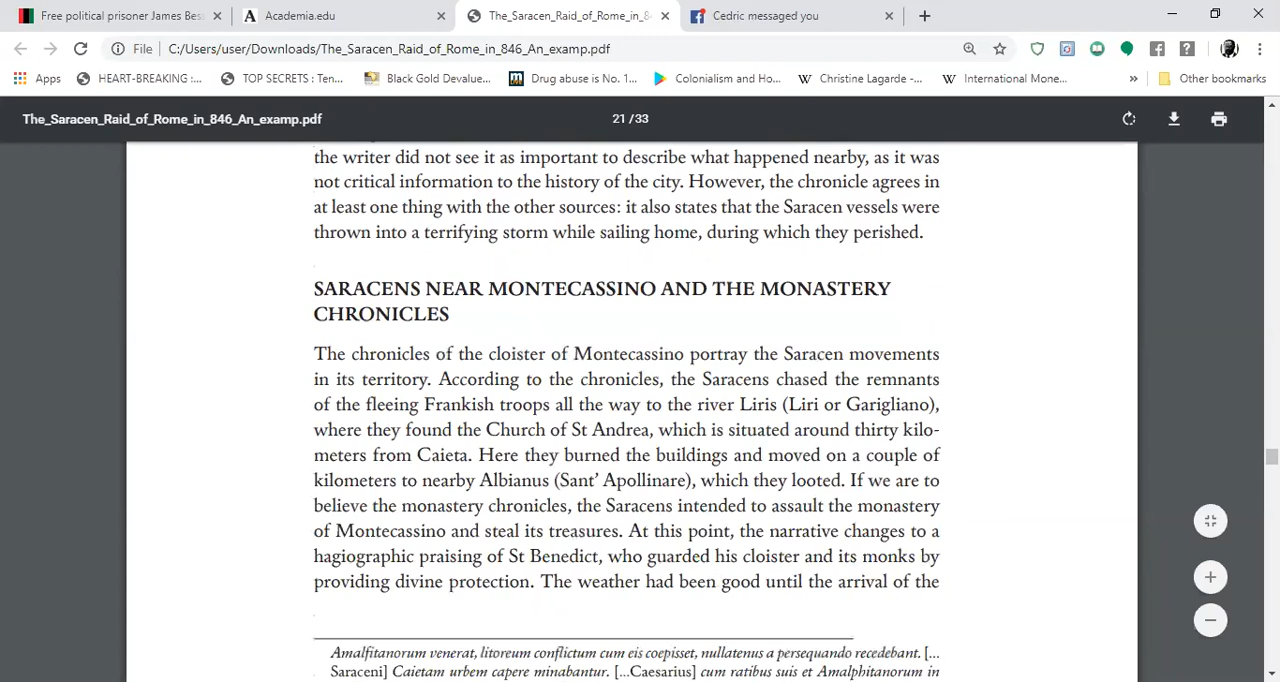 Free political prisoner James Bes
Academia.edu
The_Saracen_Raid_of_Rome_in_8
Cedric messaged you
File
C:/Users/user/Downloads/The_Saracen_Raid_of_Rome_in_846_An_examp.pdf
Apps
HEART-BREAKING :...
TOP SECRETS : Ten...
Black Gold Devalue...
Drug abuse is No. 1...
Colonialism and Ho...
Christine Lagarde -...
International Mone...
»
Other bookmarks
The_Saracen_Raid_of_Rome_in_846_An_examp.pdf
21 / 33
the writer did not see it as important to describe what happened nearby, as it was
not critical information to the history of the city. However, the chronicle agrees in
at least one thing with the other sources: it also states that the Saracen vessels were
thrown into a terrifying storm while sailing home, during which they perished.
SARACENS NEAR MONTECASSINO AND THE MONASTERY
CHRONICLES
The chronicles of the cloister of Montecassino portray the Saracen movements
in its territory. According to the chronicles, the Saracens chased the remnants
of the fleeing Frankish troops all the way to the river Liris (Liri or Garigliano),
where they found the Church of St Andrea, which is situated around thirty kilo-
meters from Caieta. Here they burned the buildings and moved on a couple of
kilometers to nearby Albianus (Sant' Apollinare), which they looted. If we are to
believe the monastery chronicles, the Saracens intended to assault the monastery
of Montecassino and steal its treasures. At this point, the narrative changes to a
hagiographic praising of St Benedict, who guarded his cloister and its monks by
providing divine protection. The weather had been good until the arrival of the
Amalfitanorum venerat, litoreum conflictum cum eis coepisset, nullatenus a persequando recedebant. [...
Saraceni] Caietam urbem capere minabantur. [...Caesarius] cum ratibus suis et Amalphitanorum in